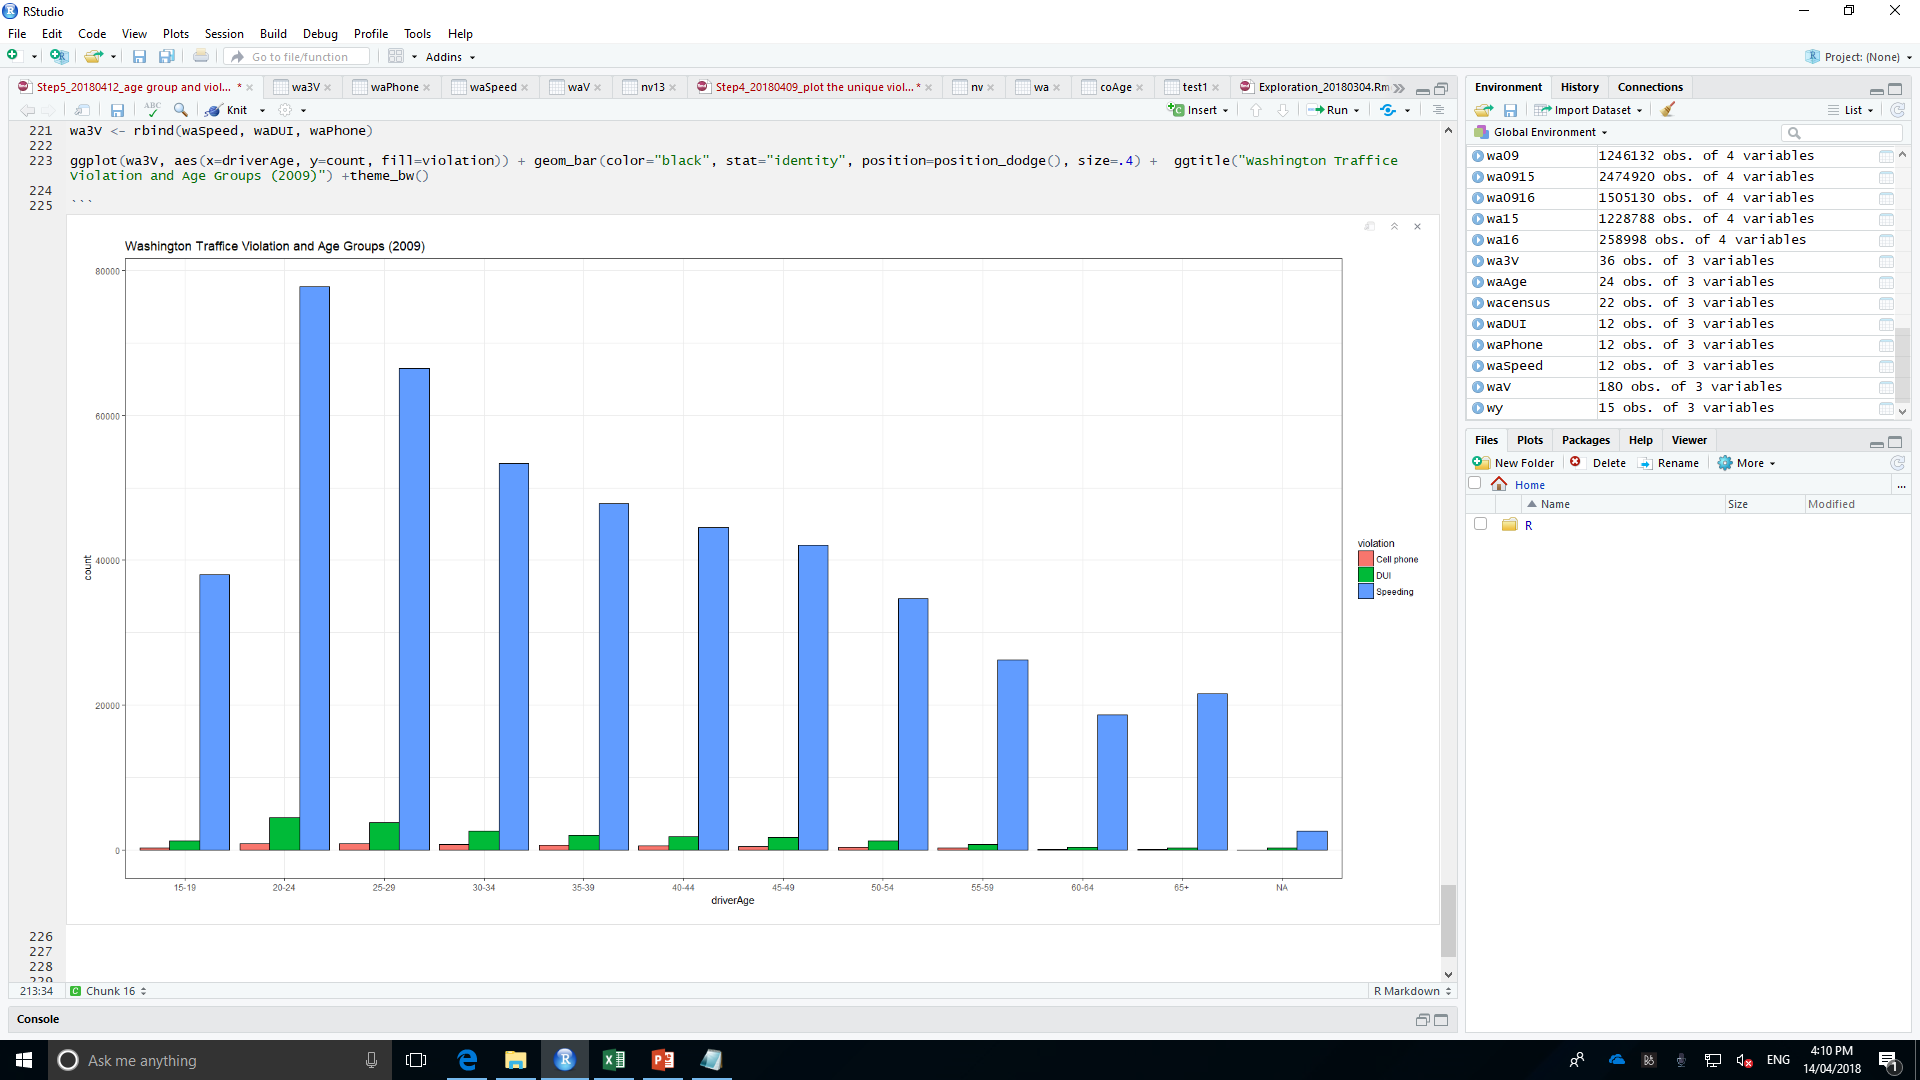 RStudio
File Edit Code View Plots Session Build Debug Profile Tools Help
Go to file/function Addins Project: (None)
Step5_20180412_age group and viol... * wa3V waPhone waSpeed waV nv13 Step4_20180409_plot the unique viol... * nv wa coAge test1 Exploration_20180304.Rm
ABC Knit Insert Run
221 wa3V <- rbind(waSpeed, waDUI, waPhone)
222
223 ggplot(wa3V, aes(x=driverAge, y=count, fill=violation)) + geom_bar(color="black", stat="identity", position=position_dodge(), size=.4) + ggtitle("Washington Traffice
Violation and Age Groups (2009)") +theme_bw()
224
225 ```
Washington Traffice Violation and Age Groups (2009)
80000
60000
40000
20000
0
count
15-19 20-24 25-29 30-34 35-39 40-44 45-49 50-54 55-59 60-64 65+ NA
driverAge
violation
Cell phone
DUI
Speeding
226
227
228
229
213:34 Chunk 16 R Markdown
Console
Environment History Connections
Import Dataset List
Global Environment
wa09 1246132 obs. of 4 variables
wa0915 2474920 obs. of 4 variables
wa0916 1505130 obs. of 4 variables
wa15 1228788 obs. of 4 variables
wa16 258998 obs. of 4 variables
wa3V 36 obs. of 3 variables
waAge 24 obs. of 3 variables
wacensus 22 obs. of 3 variables
waDUI 12 obs. of 3 variables
waPhone 12 obs. of 3 variables
waSpeed 12 obs. of 3 variables
waV 180 obs. of 3 variables
wy 15 obs. of 3 variables
Files Plots Packages Help Viewer
New Folder Delete Rename More
Home ...
Name Size Modified
R
Ask me anything
ENG
4:10 PM
14/04/2018
1